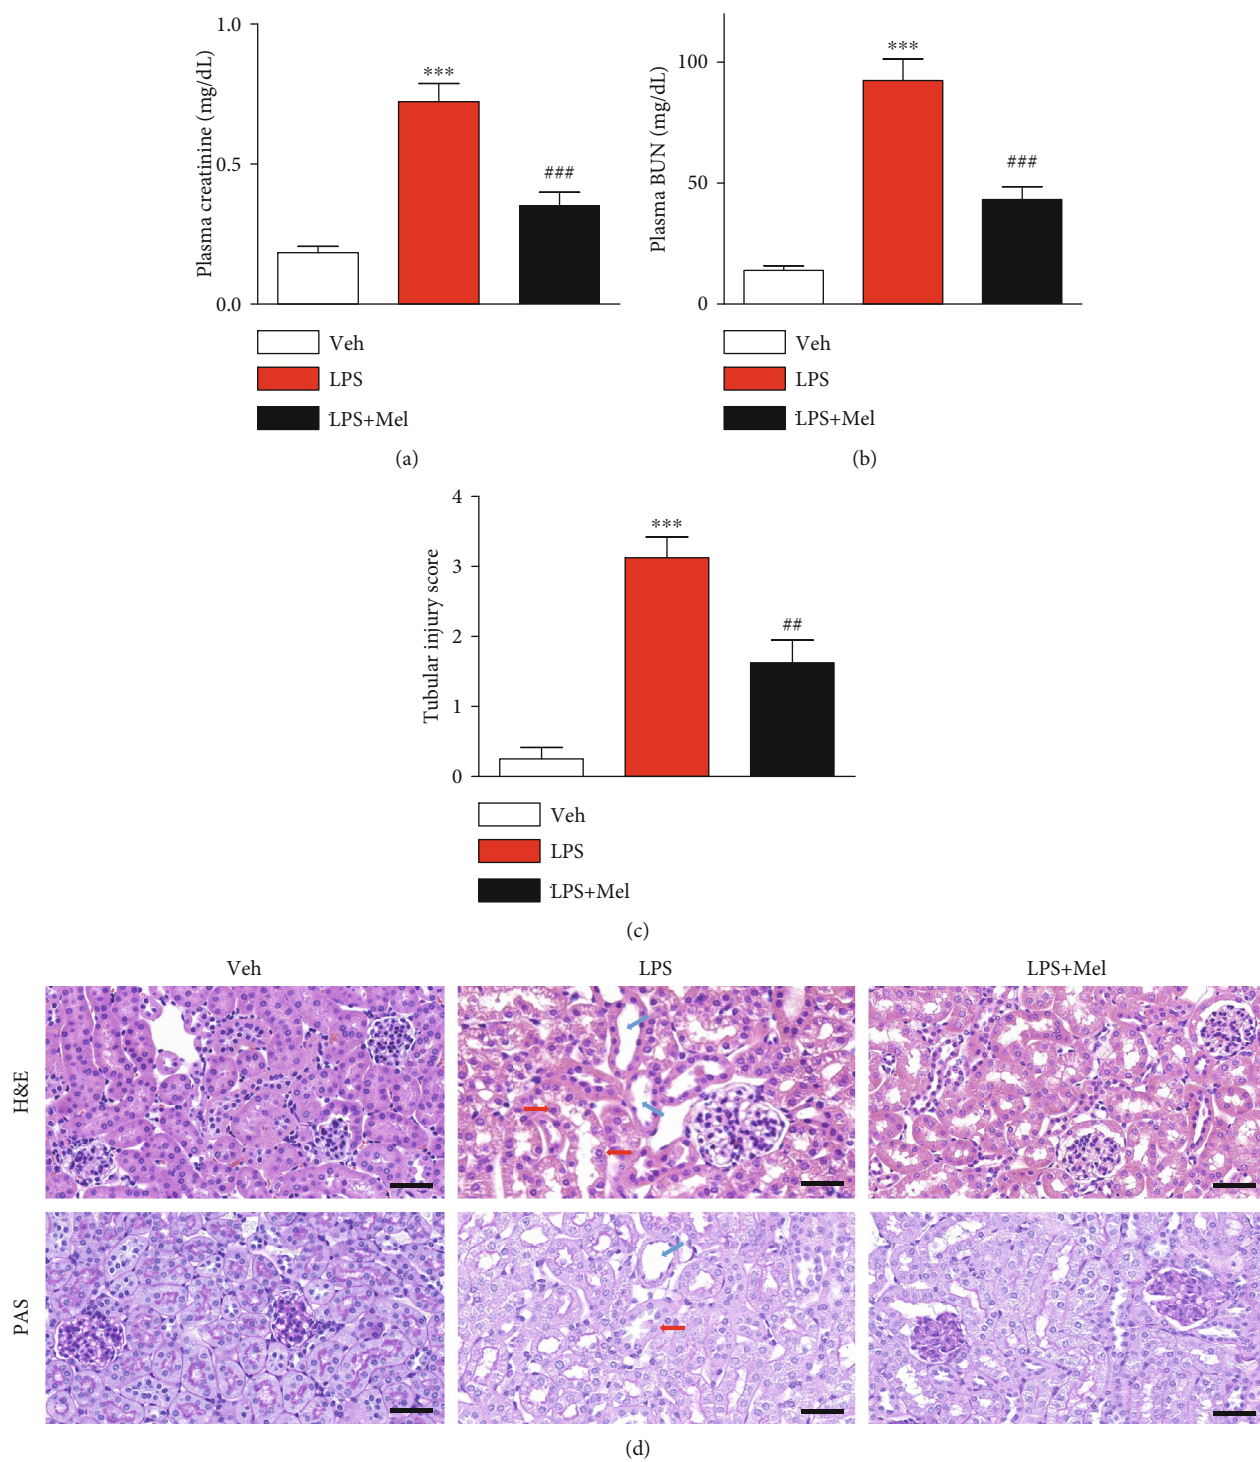 1.0
0.5
0.0
Plasma creatinine (mg/dL)
***
###
Veh
LPS
LPS+Mel
(a)
100
50
0
Plasma BUN (mg/dL)
***
###
Veh
LPS
LPS+Mel
(b)
4
3
2
1
0
Tubular injury score
***
##
Veh
LPS
LPS+Mel
(c)
Veh
LPS
LPS+Mel
H&E
PAS
(d)